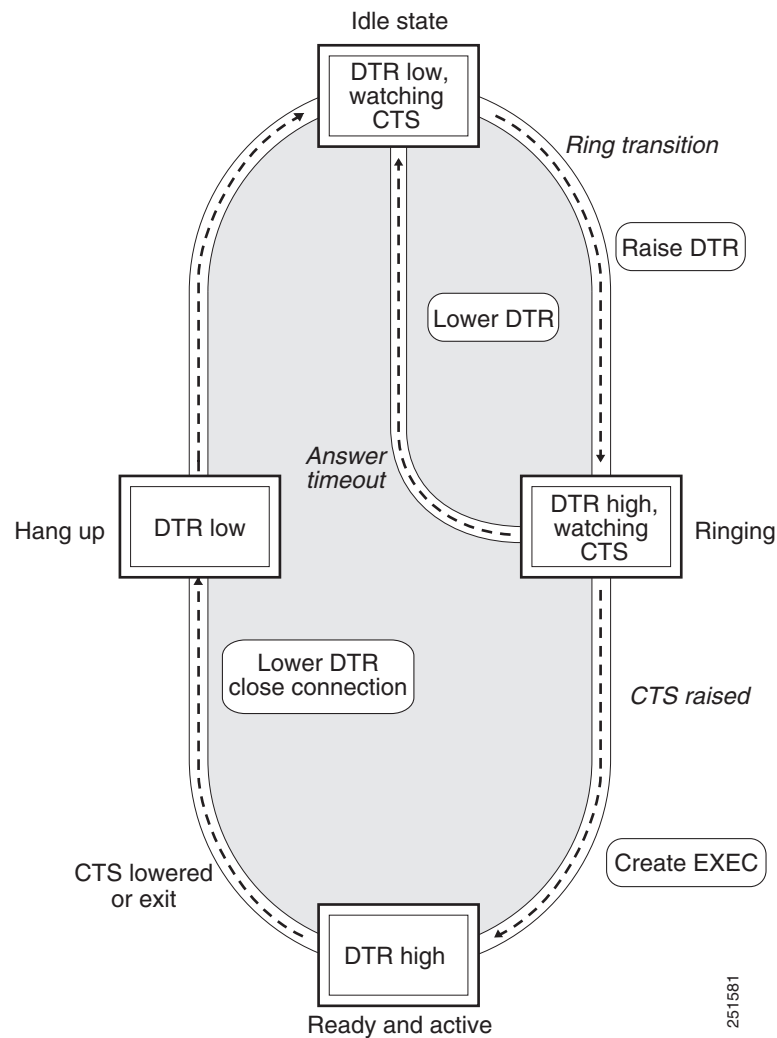 Idle state
DTR low,
watching
CTS
Ring transition
Raise DTR
Lower DTR
Answer
timeout
Hang up
DTR low
DTR high,
watching
CTS
Ringing
Lower DTR
close connection
CTS raised
CTS lowered
or exit
Create EXEC
DTR high
Ready and active
251581